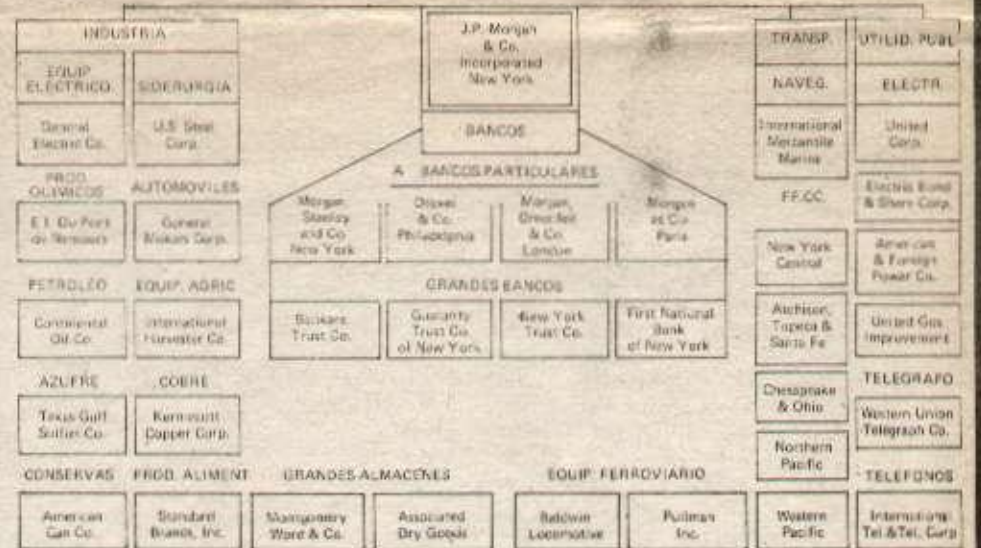 INDUSTRIA
EQUIP.
ELECTRICO
SIDERURGIA
General
Electric Co.
U.S. Steel
Corp.
PROD.
QUIMICOS
AUTOMOVILES
E.I. Du Pont
de Nemours
General
Motors Corp.
PETROLEO
EQUIP. AGRIC
Continental
Oil Co.
International
Harvester Co.
AZUFRE
COBRE
Texas Gulf
Sulfur Co.
Kennecott
Copper Corp.
CONSERVAS
PROD. ALIMENT
American
Can Co.
Standard
Brands, Inc.
J.P. Morgan
& Co.
Incorporated
New York
BANCOS
A BANCOS PARTICULARES
Morgan
Stanley
and Co
New York
Drexel
& Co.
Philadelphia
Morgan,
& Co.
London
Morgan
et Cie
Paris
GRANDES BANCOS
Bankers
Trust Co.
Guaranty
Trust Co.
of New York
New York
Trust Co.
First National
Bank
of New York
GRANDES ALMACENES
Montgomery
Ward & Co.
Associated
Dry Goods
EQUIP. FERROVIARIO
Baldwin
Locomotive
Pullman
Inc.
TRANSP.
NAVEG.
International
Mercantile
Marine
FF.CC.
New York
Central
Atchison,
Topeca &
Santa Fe
Chesapeake
& Ohio
Northern
Pacific
Western
Pacific
UTILID. PUBL
ELECTR.
United
Corp.
Electric Bond
& Share Corp.
American
& Foreign
Power Co.
United Gas
Improvement
TELEGRAFO
Western Union
Telegraph Co.
TELEFONOS
International
Tel & Tel. Corp